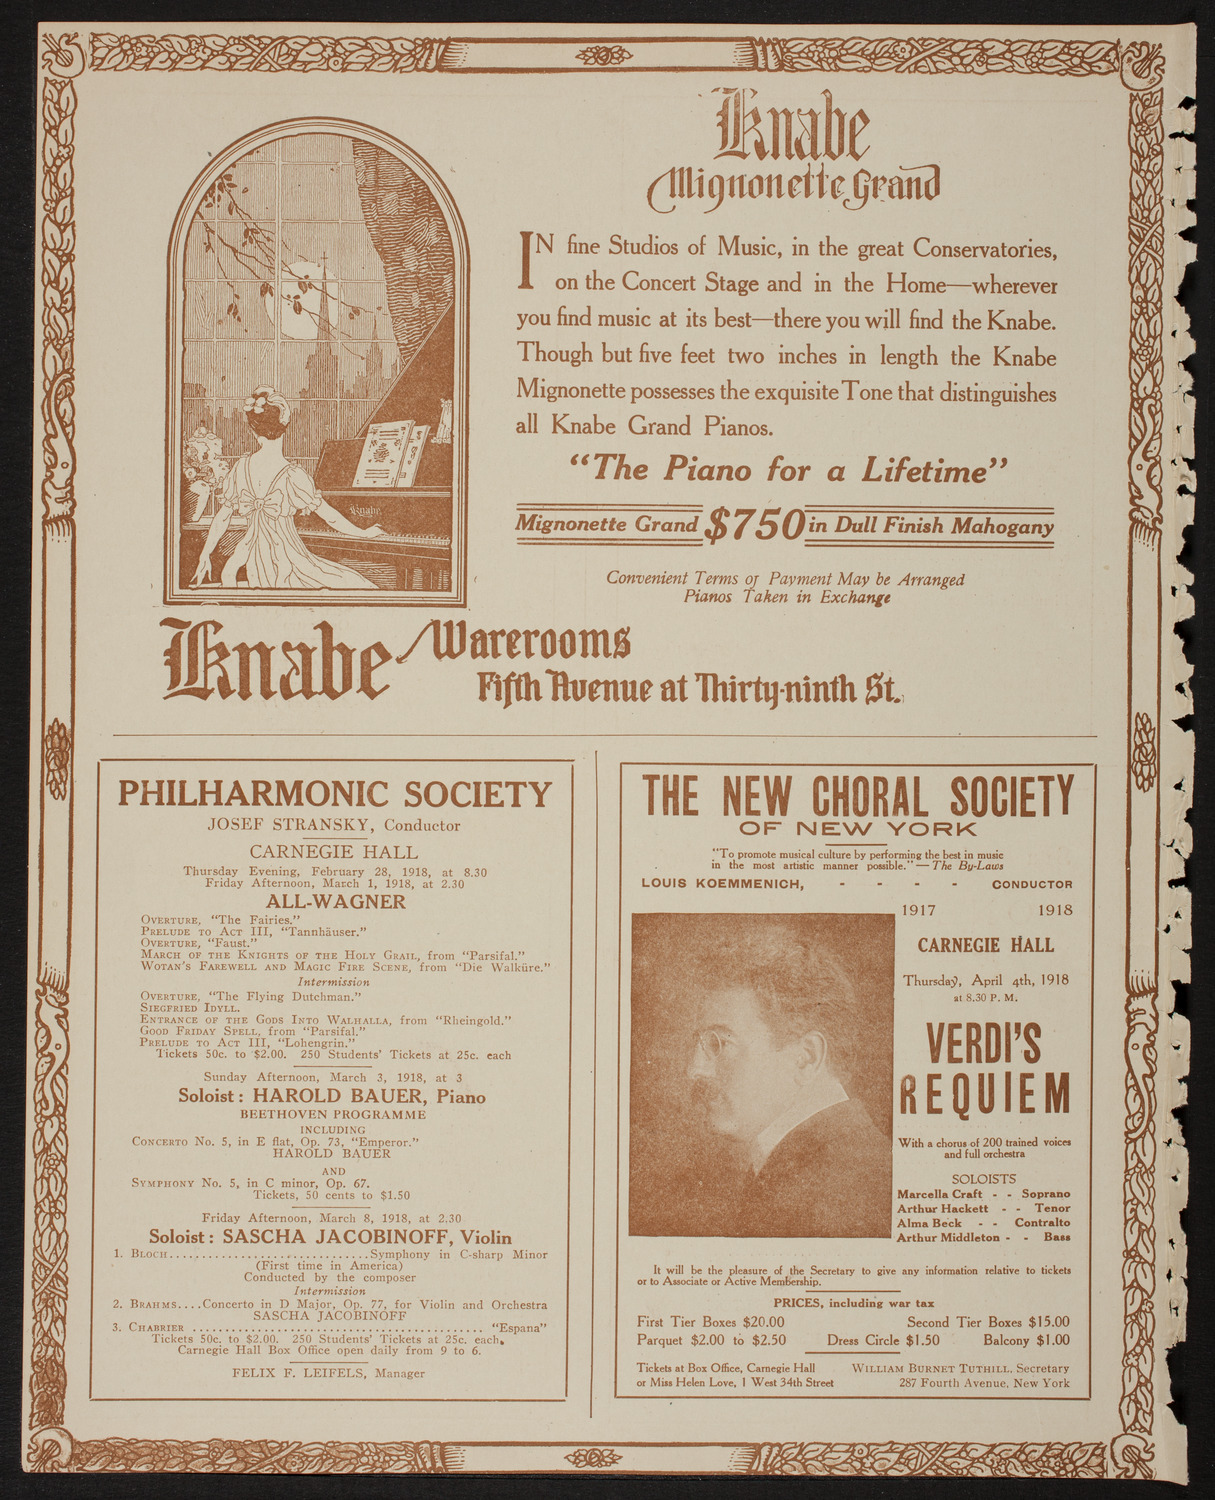 Knabe
Mignonette Grand
IN fine Studios of Music, in the great Conservatories,
on the Concert Stage and in the Home—wherever
you find music at its best—there you will find the Knabe.
Though but five feet two inches in length the Knabe
Mignonette possesses the exquisite Tone that distinguishes
all Knabe Grand Pianos.
“The Piano for a Lifetime”
Mignonette Grand $750 in Dull Finish Mahogany
Convenient Terms of Payment May be Arranged
Pianos Taken in Exchange
Knabe
Knabe Warerooms
Fifth Avenue at Thirty-ninth St.
PHILHARMONIC SOCIETY
JOSEF STRANSKY, Conductor
CARNEGIE HALL
Thursday Evening, February 28, 1918, at 8.30
Friday Afternoon, March 1, 1918, at 2.30
ALL-WAGNER
OVERTURE, “The Fairies.”
PRELUDE TO ACT III, “Tannhäuser.”
OVERTURE, “Faust.”
MARCH OF THE KNIGHTS OF THE HOLY GRAIL, from “Parsifal.”
WOTAN'S FAREWELL AND MAGIC FIRE SCENE, from “Die Walküre.”
Intermission
OVERTURE, “The Flying Dutchman.”
SIEGFRIED IDYLL.
ENTRANCE OF THE GODS INTO WALHALLA, from “Rheingold.”
GOOD FRIDAY SPELL, from “Parsifal.”
PRELUDE TO ACT III, “Lohengrin.”
Tickets 50c. to $2.00. 250 Students' Tickets at 25c. each
Sunday Afternoon, March 3, 1918, at 3
Soloist: HAROLD BAUER, Piano
BEETHOVEN PROGRAMME
INCLUDING
CONCERTO No. 5, in E flat, Op. 73, “Emperor.”
HAROLD BAUER
AND
SYMPHONY No. 5, in C minor, Op. 67.
Tickets, 50 cents to $1.50
Friday Afternoon, March 8, 1918, at 2.30
Soloist: SASCHA JACOBINOFF, Violin
1. BLOCH..............................Symphony in C-sharp Minor
(First time in America)
Conducted by the composer
Intermission
2. BRAHMS....Concerto in D Major, Op. 77, for Violin and Orchestra
SASCHA JACOBINOFF
3. CHABRIER ............................................ “Espana”
Tickets 50c. to $2.00. 250 Students' Tickets at 25c. each.
Carnegie Hall Box Office open daily from 9 to 6.
FELIX F. LEIFELS, Manager
THE NEW CHORAL SOCIETY
OF NEW YORK
“To promote musical culture by performing the best in music
in the most artistic manner possible.”—The By-Laws
LOUIS KOEMMENICH, - - - - CONDUCTOR
1917 1918
CARNEGIE HALL
Thursday, April 4th, 1918
at 8.30 P. M.
VERDI'S
REQUIEM
With a chorus of 200 trained voices
and full orchestra
SOLOISTS
Marcella Craft - - Soprano
Arthur Hackett - - Tenor
Alma Beck - - Contralto
Arthur Middleton - - Bass
It will be the pleasure of the Secretary to give any information relative to tickets
or to Associate or Active Membership.
PRICES, including war tax
First Tier Boxes $20.00 Second Tier Boxes $15.00
Parquet $2.00 to $2.50 Dress Circle $1.50 Balcony $1.00
Tickets at Box Office, Carnegie Hall
or Miss Helen Love, 1 West 34th Street
WILLIAM BURNET TUTHILL, Secretary
287 Fourth Avenue, New York